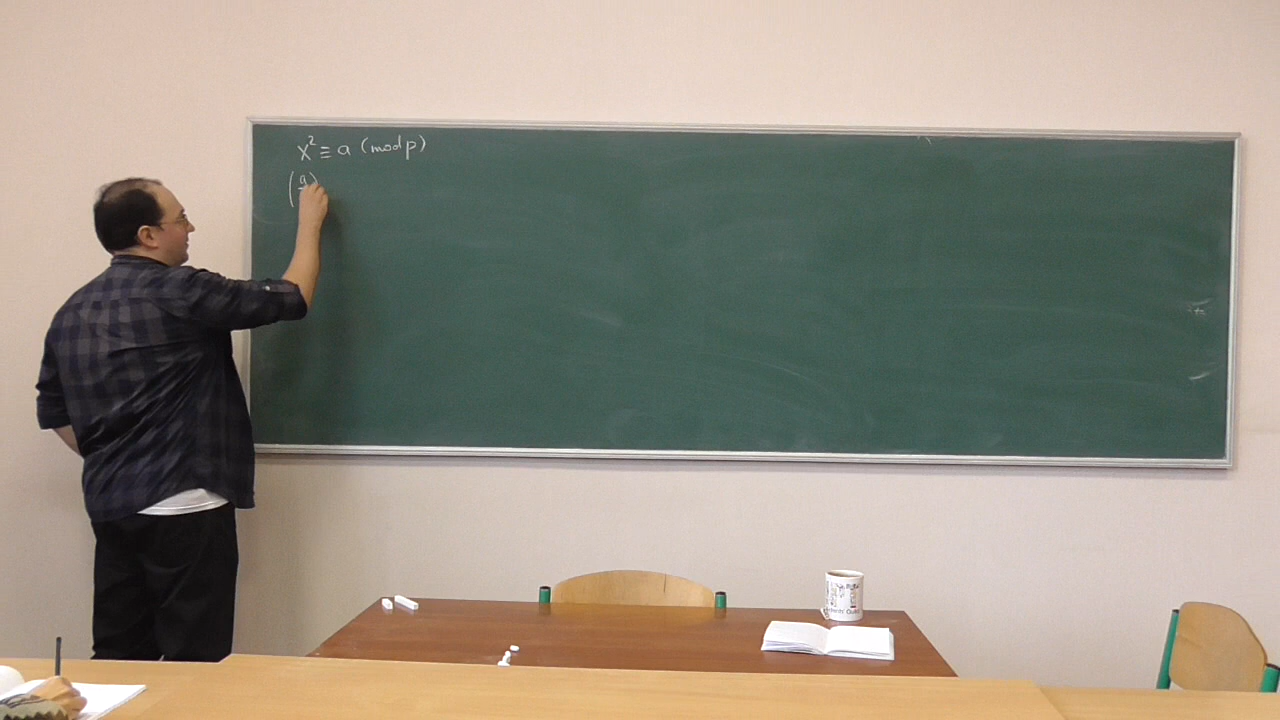 x² ≡ a (mod p)
(a